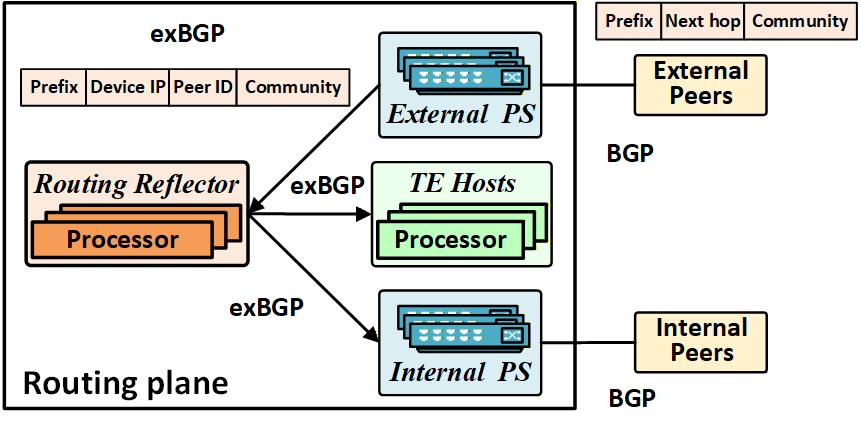 exBGP
Prefix Next hop Community
Prefix Device IP Peer ID Community
External PS
External
Peers
BGP
Routing Reflector
Processor
exBGP
TE Hosts
Processor
exBGP
Internal PS
Internal
Peers
BGP
Routing plane